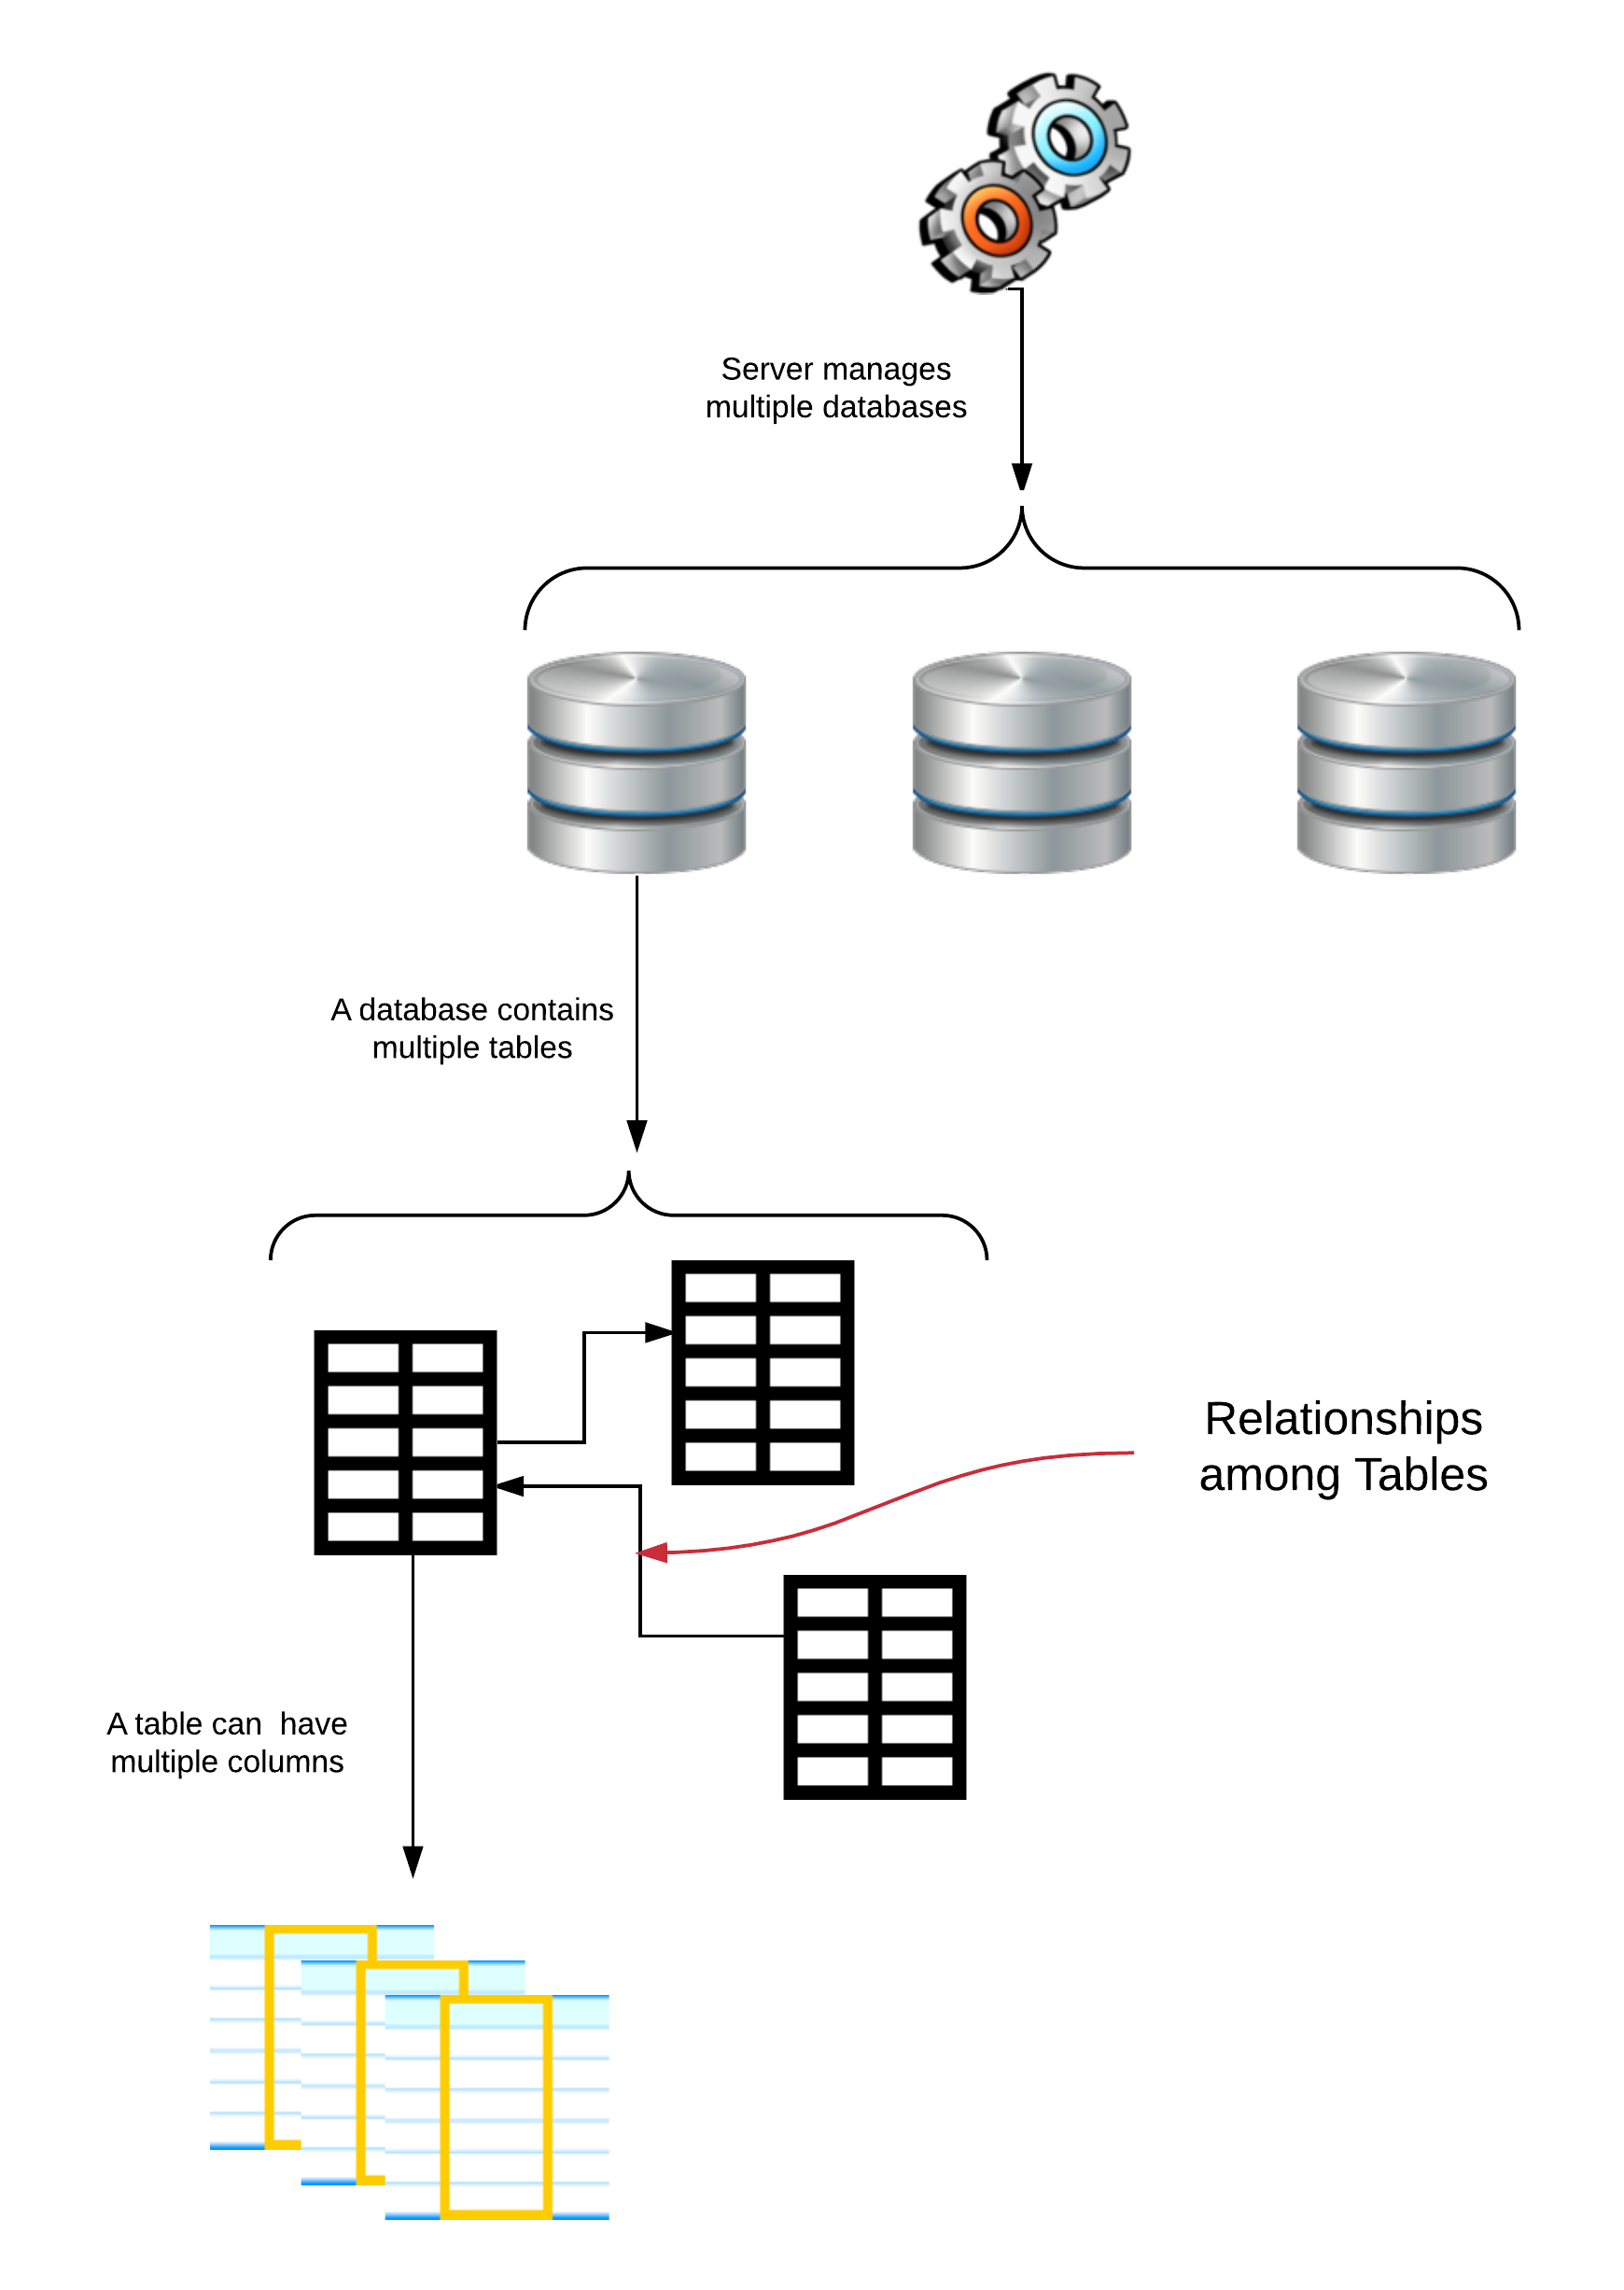 Server manages
multiple databases
A database contains
multiple tables
Relationships
among Tables
A table can  have
multiple columns